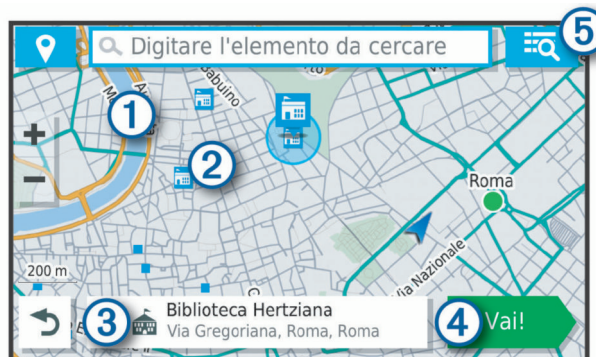 5
Digitare l'elemento da cercare
Babuino
1
+
2
-
Roma
200 m
Via Nazionale
3
Biblioteca Hertziana
Via Gregoriana, Roma, Roma
4
Vai!